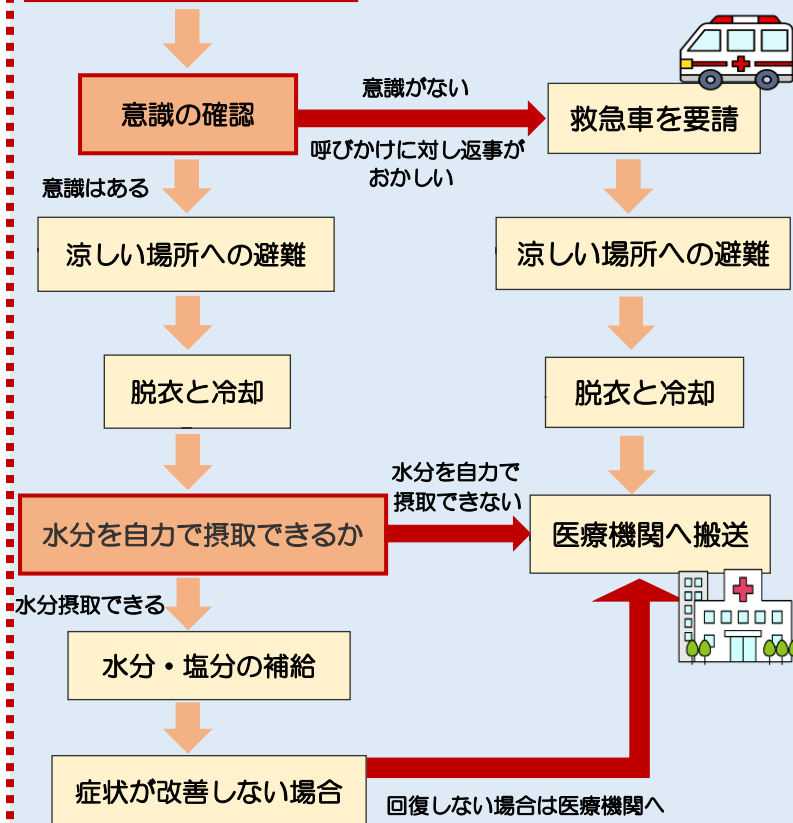 意識の確認
意識がない
呼びかけに対し返事が
おかしい
救急車を要請
意識はある
涼しい場所への避難
涼しい場所への避難
脱衣と冷却
脱衣と冷却
水分を自力で摂取できるか
水分を自力で
摂取できない
医療機関へ搬送
水分摂取できる
水分・塩分の補給
症状が改善しない場合
回復しない場合は医療機関へ